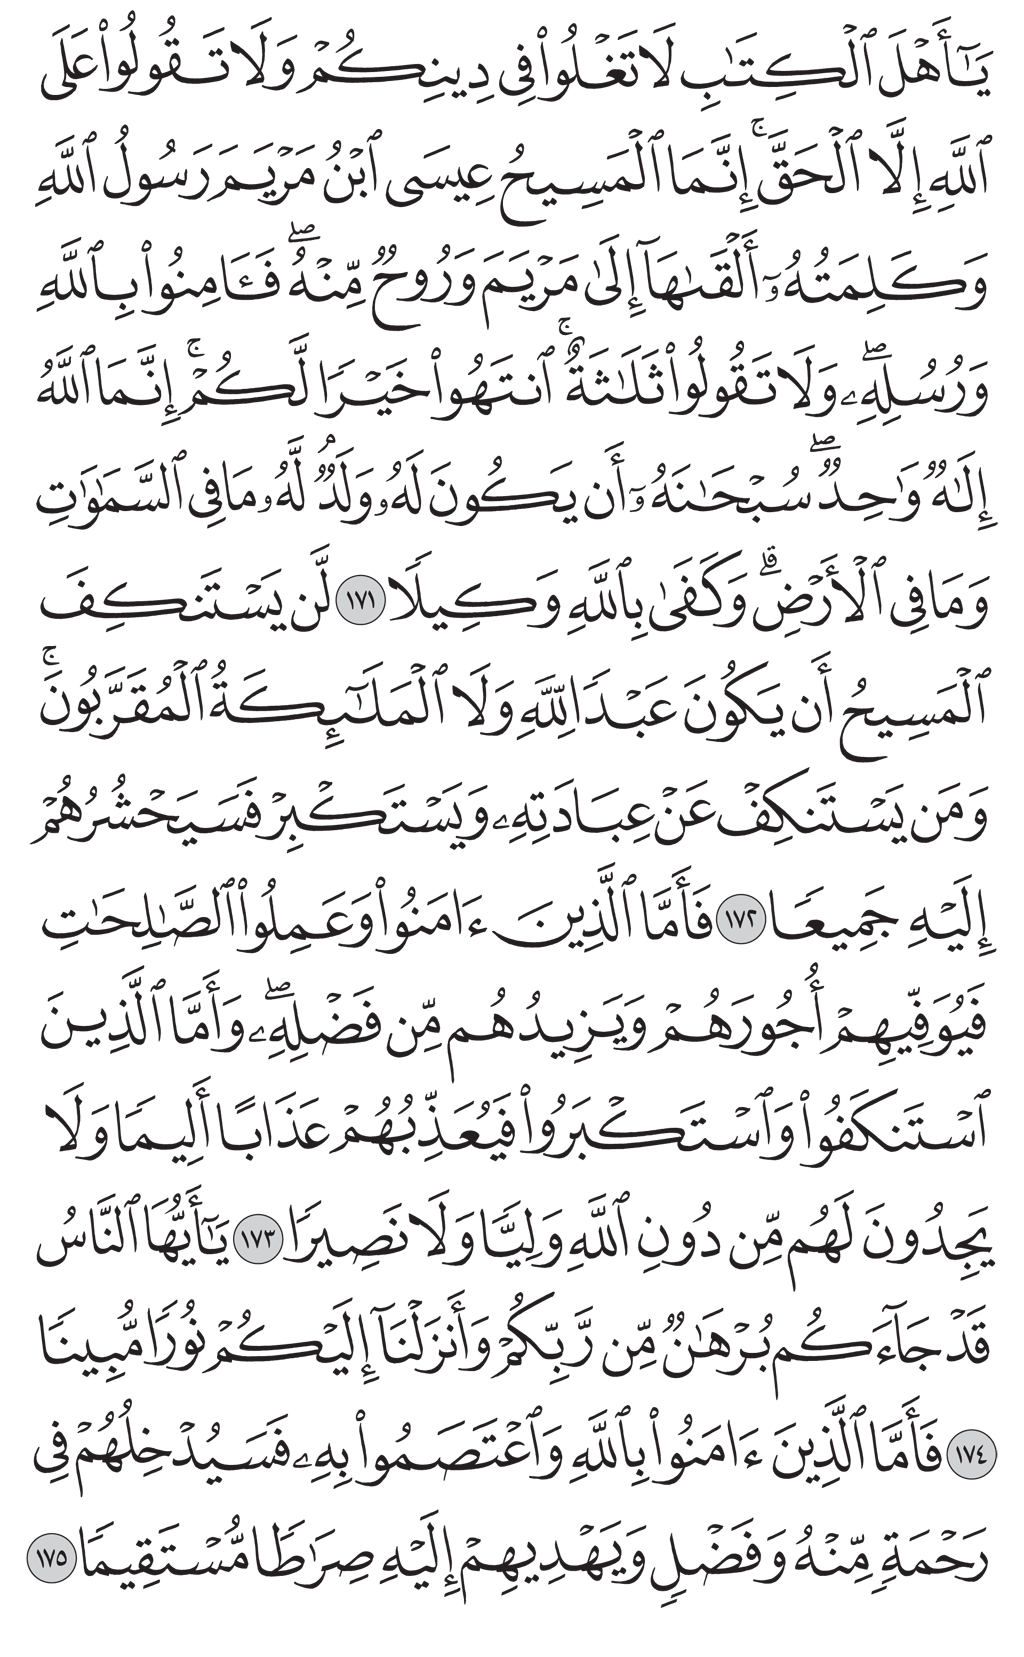 يَٰٓأَهۡلَ ٱلۡكِتَٰبِ لَا تَغۡلُواْ فِي دِينِكُمۡ وَلَا تَقُولُواْ عَلَى
ٱللَّهِ إِلَّا ٱلۡحَقَّۚ إِنَّمَا ٱلۡمَسِيحُ عِيسَى ٱبۡنُ مَرۡيَمَ رَسُولُ ٱللَّهِ
وَكَلِمَتُهُۥٓ أَلۡقَىٰهَآ إِلَىٰ مَرۡيَمَ وَرُوحٞ مِّنۡهُۖ فَـَٔامِنُواْ بِٱللَّهِ
وَرُسُلِهِۦۖ وَلَا تَقُولُواْ ثَلَٰثَةٌۚ ٱنتَهُواْ خَيۡرٗا لَّكُمۡۚ إِنَّمَا ٱللَّهُ
إِلَٰهٞ وَٰحِدٞۖ سُبۡحَٰنَهُۥٓ أَن يَكُونَ لَهُۥ وَلَدٞۘ لَّهُۥ مَا فِي ٱلسَّمَٰوَٰتِ
وَمَا فِي ٱلۡأَرۡضِۗ وَكَفَىٰ بِٱللَّهِ وَكِيلٗا ١٧١ لَّن يَسۡتَنكِفَ
ٱلۡمَسِيحُ أَن يَكُونَ عَبۡدٗا لِّلَّهِ وَلَا ٱلۡمَلَٰٓئِكَةُ ٱلۡمُقَرَّبُونَۚ
وَمَن يَسۡتَنكِفۡ عَنۡ عِبَادَتِهِۦ وَيَسۡتَكۡبِرۡ فَسَيَحۡشُرُهُمۡ
إِلَيۡهِ جَمِيعٗا ١٧٢ فَأَمَّا ٱلَّذِينَ ءَامَنُواْ وَعَمِلُواْ ٱلصَّٰلِحَٰتِ
فَيُوَفِّيهِمۡ أُجُورَهُمۡ وَيَزِيدُهُم مِّن فَضۡلِهِۦۖ وَأَمَّا ٱلَّذِينَ
ٱسۡتَنكَفُواْ وَٱسۡتَكۡبَرُواْ فَيُعَذِّبُهُمۡ عَذَابًا أَلِيمٗا وَلَا
يَجِدُونَ لَهُم مِّن دُونِ ٱللَّهِ وَلِيّٗا وَلَا نَصِيرٗا ١٧٣ يَٰٓأَيُّهَا ٱلنَّاسُ
قَدۡ جَآءَكُم بُرۡهَٰنٞ مِّن رَّبِّكُمۡ وَأَنزَلۡنَآ إِلَيۡكُمۡ نُورٗا مُّبِينٗا
١٧٤ فَأَمَّا ٱلَّذِينَ ءَامَنُواْ بِٱللَّهِ وَٱعۡتَصَمُواْ بِهِۦ فَسَيُدۡخِلُهُمۡ فِي
رَحۡمَةٖ مِّنۡهُ وَفَضۡلٖ وَيَهۡدِيهِمۡ إِلَيۡهِ صِرَٰطٗا مُّسۡتَقِيمٗا ١٧٥